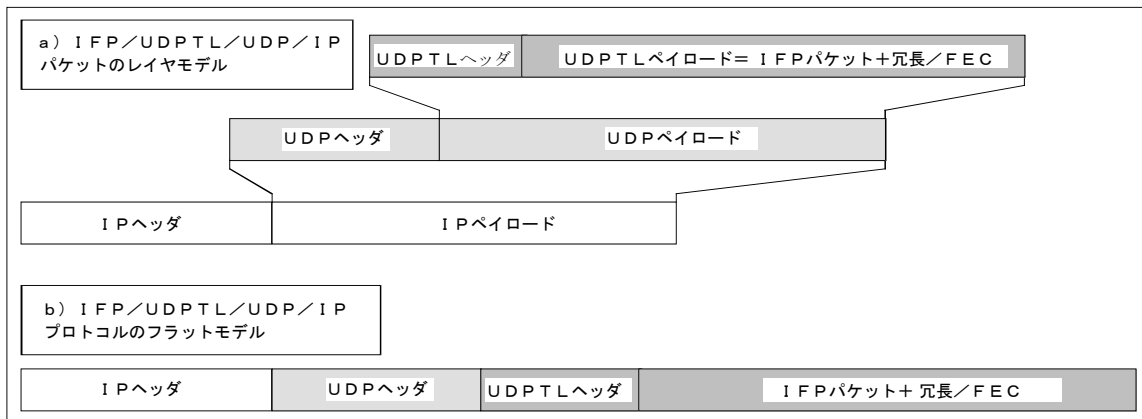 a）ＩＦＰ／ＵＤＰＴＬ／ＵＤＰ／ＩＰ
パケットのレイヤモデル
ＵＤＰＴＬヘッダ
ＵＤＰＴＬペイロード＝ ＩＦＰパケット＋冗長／ＦＥＣ
ＵＤＰヘッダ
ＵＤＰペイロード
ＩＰヘッダ
ＩＰペイロード
b）ＩＦＰ／ＵＤＰＴＬ／ＵＤＰ／ＩＰ
プロトコルのフラットモデル
ＩＰヘッダ
ＵＤＰヘッダ
ＵＤＰＴＬヘッダ
ＩＦＰパケット＋ 冗長／ＦＥＣ